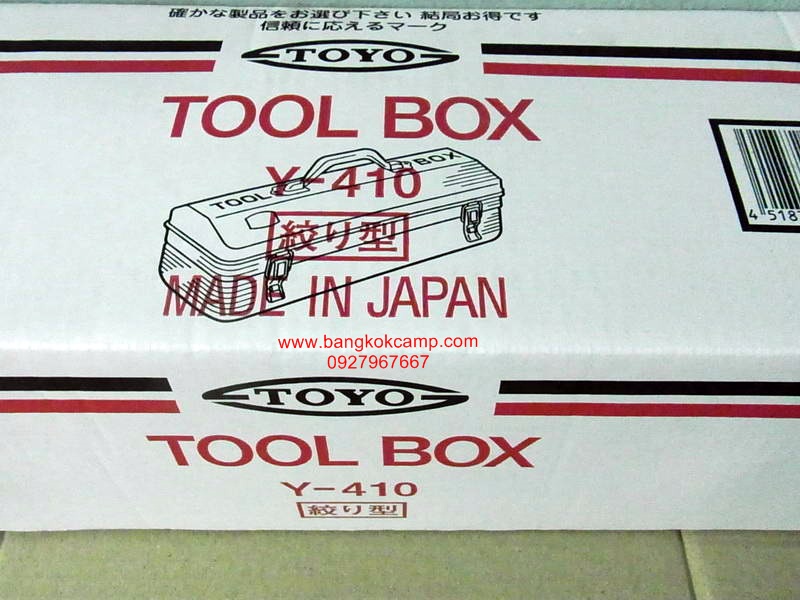 確かな製品をお選び下さい 結局お得です
信頼に応えるマーク
TOYO
TOOL BOX
Y-410
TOOL BOX
絞り型
MADE IN JAPAN
4 518
www.bangkokcamp.com
0927967667
TOYO
TOOL BOX
Y-410
絞り型